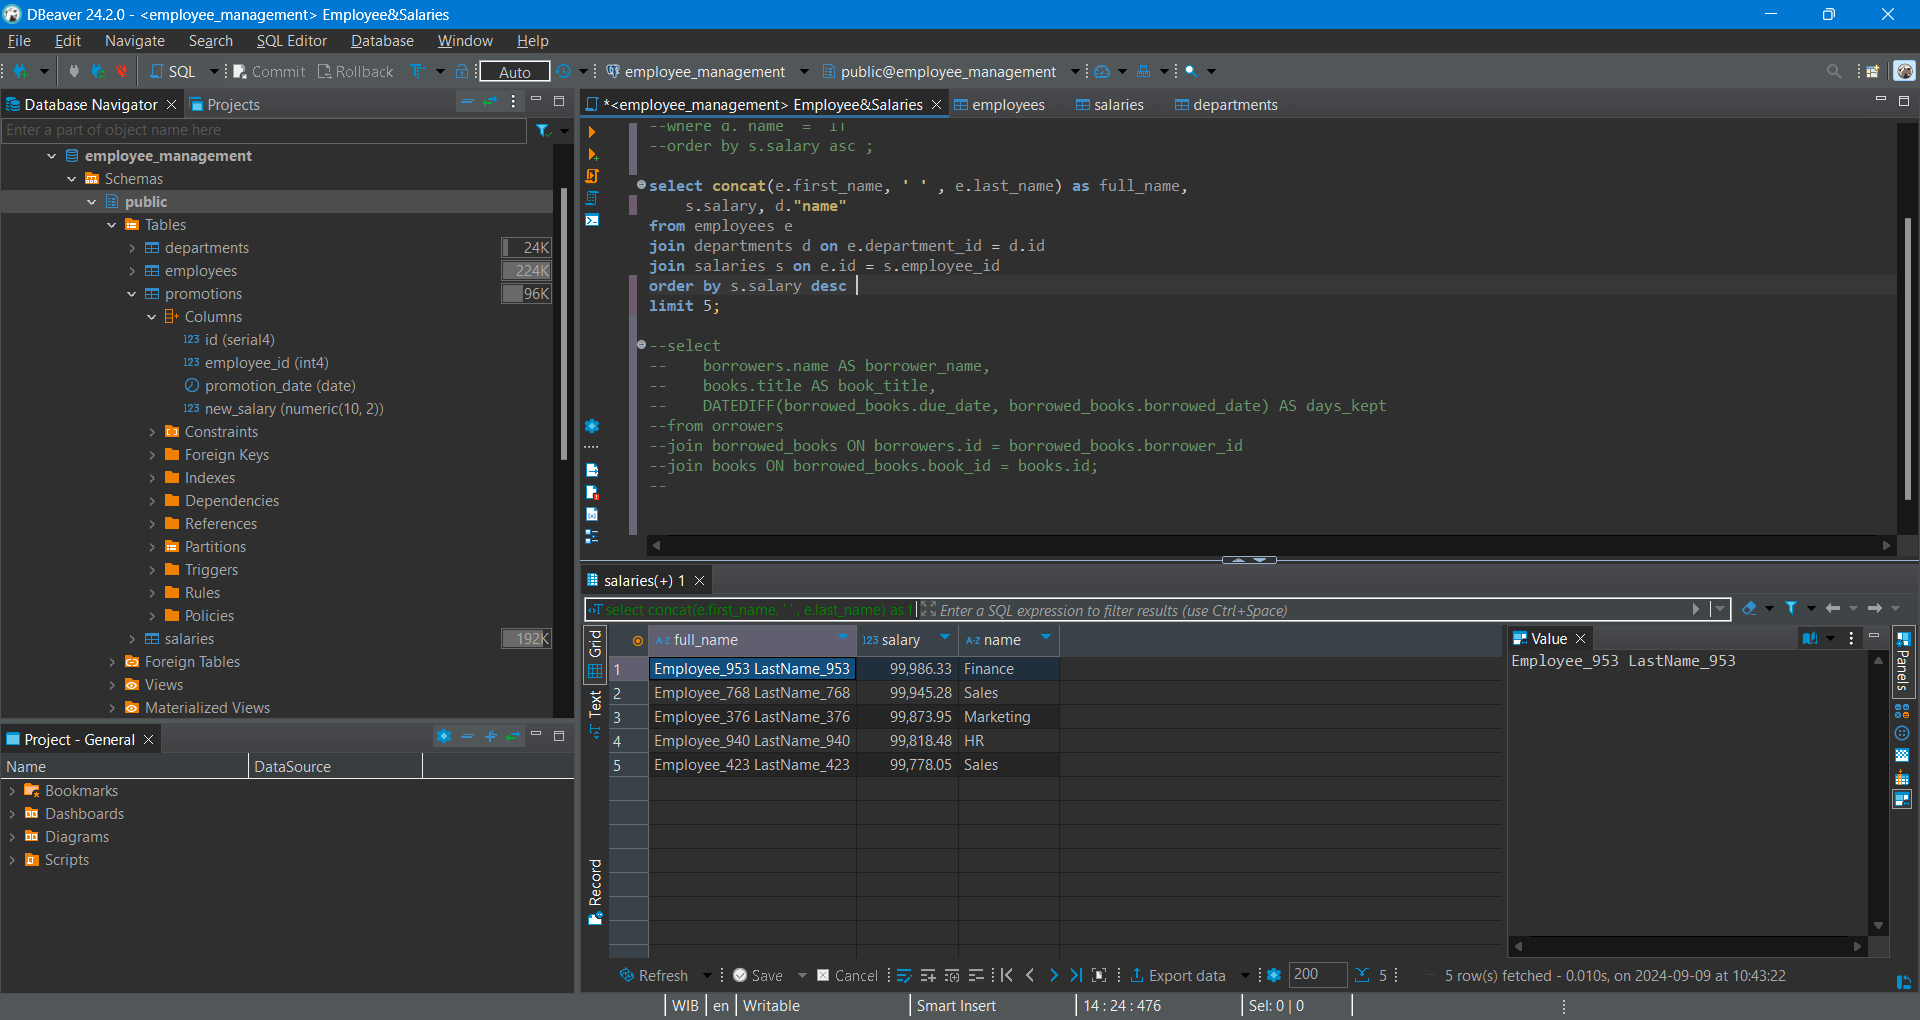 DBeaver 24.2.0 - <employee_management> Employee&Salaries
File Edit Navigate Search SQL Editor Database Window Help
SQL Commit Rollback Auto employee_management public@employee_management
Database Navigator Projects
Enter a part of object name here
employee_management
Schemas
public
Tables
departments 24K
employees 224K
promotions 96K
Columns
123 id (serial4)
123 employee_id (int4)
promotion_date (date)
123 new_salary (numeric(10, 2))
Constraints
Foreign Keys
Indexes
Dependencies
References
Partitions
Triggers
Rules
Policies
salaries 192K
Foreign Tables
Views
Materialized Views
Project - General
Name DataSource
Bookmarks
Dashboards
Diagrams
Scripts
*<employee_management> Employee&Salaries employees salaries departments
--order by s.salary asc ;
select concat(e.first_name, ' ' , e.last_name) as full_name,
s.salary, d."name"
from employees e
join departments d on e.department_id = d.id
join salaries s on e.id = s.employee_id
order by s.salary desc
limit 5;
--select
-- borrowers.name AS borrower_name,
-- books.title AS book_title,
-- DATEDIFF(borrowed_books.due_date, borrowed_books.borrowed_date) AS days_kept
--from orrowers
--join borrowed_books ON borrowers.id = borrowed_books.borrower_id
--join books ON borrowed_books.book_id = books.id;
--
salaries(+) 1
select concat(e.first_name, ' ' , e.last_name) as f Enter a SQL expression to filter results (use Ctrl+Space)
Grid
Text
Record
A-Z full_name 123 salary A-Z name
1 Employee_953 LastName_953 99,986.33 Finance
2 Employee_768 LastName_768 99,945.28 Sales
3 Employee_376 LastName_376 99,873.95 Marketing
4 Employee_940 LastName_940 99,818.48 HR
5 Employee_423 LastName_423 99,778.05 Sales
Value
Employee_953 LastName_953
Panels
Refresh Save Cancel Export data 200 5 5 row(s) fetched - 0.010s, on 2024-09-09 at 10:43:22
WIB en Writable Smart Insert 14 : 24 : 476 Sel: 0 | 0